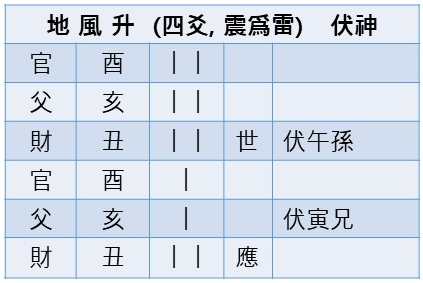 地 風 升 (四爻, 震爲雷) 伏神
官 酉 | |
父 亥 | |
財 丑 | | 世 伏午孫
官 酉 |
父 亥 | 伏寅兄
財 丑 | | 應